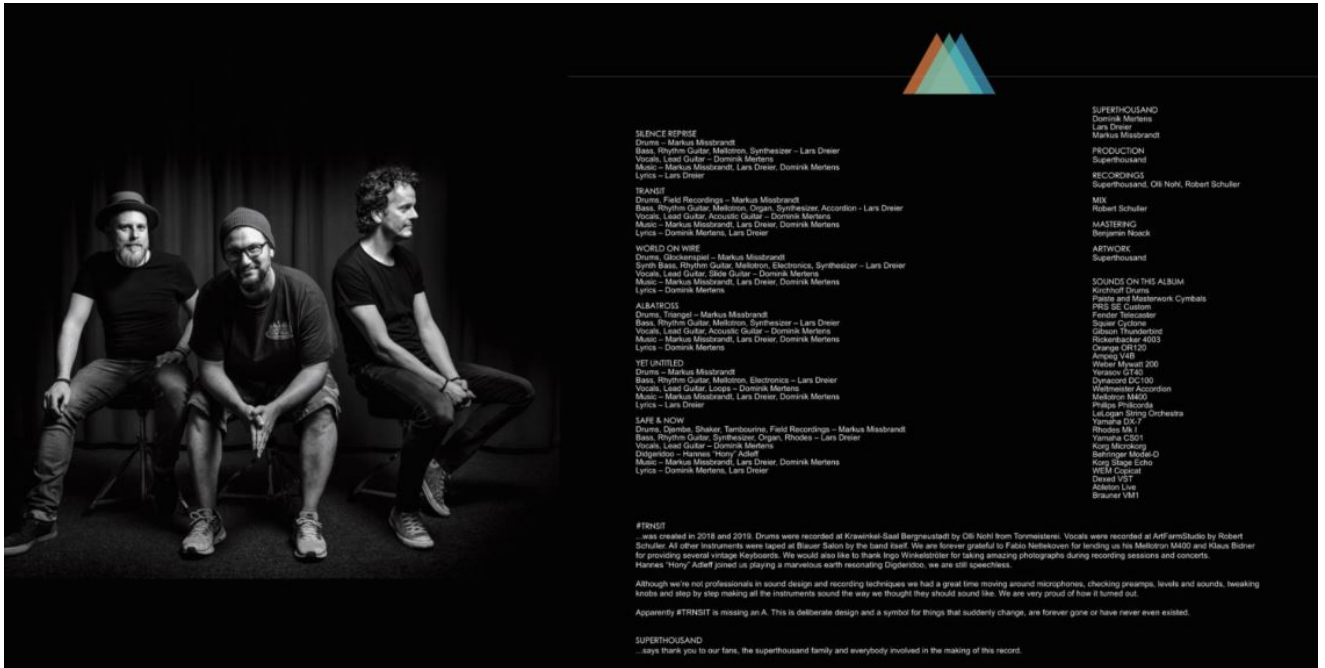 SILENCE REPRISE
Drums – Markus Missbrandt
Bass, Rhythm Guitar, Mellotron, Synthesizer – Lars Dreier
Vocals, Lead Guitar – Dominik Mertens
Music – Markus Missbrandt, Lars Dreier, Dominik Mertens
Lyrics – Lars Dreier
TRANSIT
Drums, Field Recordings – Markus Missbrandt
Bass, Rhythm Guitar, Mellotron, Organ, Synthesizer, Accordion - Lars Dreier
Vocals, Lead Guitar, Acoustic Guitar – Dominik Mertens
Music – Markus Missbrandt, Lars Dreier, Dominik Mertens
Lyrics – Dominik Mertens, Lars Dreier
WORLD ON WIRE
Drums, Glockenspiel – Markus Missbrandt
Synth Bass, Rhythm Guitar, Mellotron, Electronics, Synthesizer – Lars Dreier
Vocals, Lead Guitar, Slide Guitar – Dominik Mertens
Music – Markus Missbrandt, Lars Dreier, Dominik Mertens
Lyrics – Dominik Mertens
ALBATROSS
Drums, Triangel – Markus Missbrandt
Bass, Rhythm Guitar, Mellotron, Synthesizer – Lars Dreier
Vocals, Lead Guitar, Acoustic Guitar – Dominik Mertens
Music – Markus Missbrandt, Lars Dreier, Dominik Mertens
Lyrics – Dominik Mertens
YET UNTITLED
Drums – Markus Missbrandt
Bass, Rhythm Guitar, Mellotron, Electronics – Lars Dreier
Vocals, Lead Guitar, Loops – Dominik Mertens
Music – Markus Missbrandt, Lars Dreier, Dominik Mertens
Lyrics – Lars Dreier
SAFE & NOW
Drums, Djembe, Shaker, Tambourine, Field Recordings – Markus Missbrandt
Bass, Rhythm Guitar, Synthesizer, Organ, Rhodes – Lars Dreier
Vocals, Lead Guitar – Dominik Mertens
Didgeridoo – Hannes "Hony" Adleff
Music – Markus Missbrandt, Lars Dreier, Dominik Mertens
Lyrics – Dominik Mertens, Lars Dreier
SUPERTHOUSAND
Dominik Mertens
Lars Dreier
Markus Missbrandt
PRODUCTION
Superthousand
RECORDINGS
Superthousand, Olli Nohl, Robert Schuller
MIX
Robert Schuller
MASTERING
Benjamin Noack
ARTWORK
Superthousand
SOUNDS ON THIS ALBUM
Kirchhoff Drums
Paiste and Masterwork Cymbals
PRS SE Custom
Fender Telecaster
Squier Cyclone
Gibson Thunderbird
Rickenbacker 4003
Orange OR120
Ampeg V4B
Weber Mywatt 200
Yerasov GT40
Dynacord DC100
Weltmeister Accordion
Mellotron M400
Philips Philicorda
LeLogan String Orchestra
Yamaha DX-7
Rhodes Mk I
Yamaha CS01
Korg Microkorg
Behringer Model-D
Korg Stage Echo
WEM Copicat
Dexed VST
Ableton Live
Brauner VM1
#TRNSIT
...was created in 2018 and 2019. Drums were recorded at Krawinkel-Saal Bergneustadt by Olli Nohl from Tonmeisterei. Vocals were recorded at ArtFarmStudio by Robert
Schuller. All other Instruments were taped at Blauer Salon by the band itself. We are forever grateful to Fabio Nettekoven for lending us his Mellotron M400 and Klaus Bidner
for providing several vintage Keyboards. We would also like to thank Ingo Winkelströter for taking amazing photographs during recording sessions and concerts.
Hannes "Hony" Adleff joined us playing a marvelous earth resonating Digderidoo, we are still speechless.
Although we're not professionals in sound design and recording techniques we had a great time moving around microphones, checking preamps, levels and sounds, tweaking
knobs and step by step making all the instruments sound the way we thought they should sound like. We are very proud of how it turned out.
Apparently #TRNSIT is missing an A. This is deliberate design and a symbol for things that suddenly change, are forever gone or have never even existed.
SUPERTHOUSAND
...says thank you to our fans, the superthousand family and everybody involved in the making of this record.